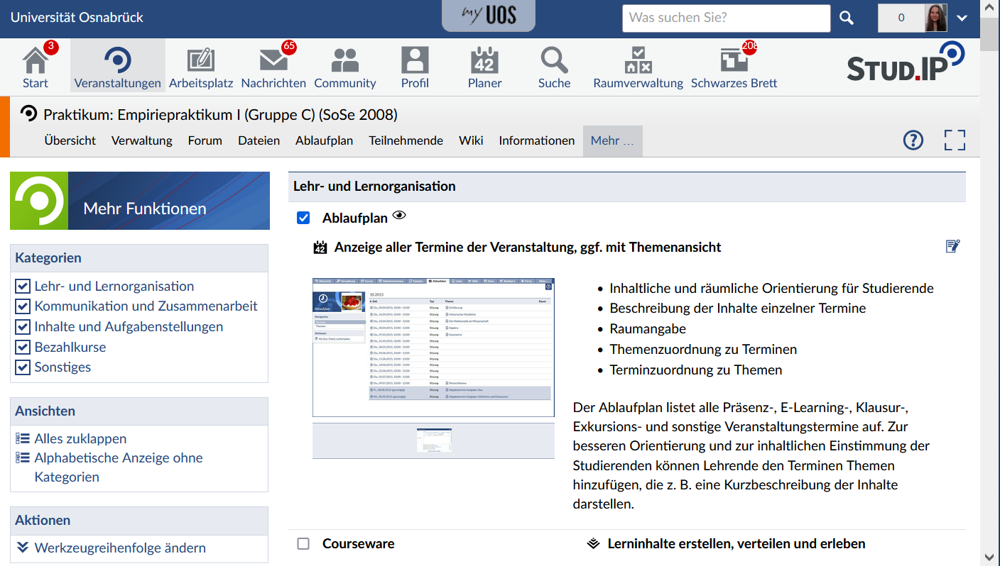 Universität Osnabrück
my UOS
Was suchen Sie?
0
3
65
208
Start
Veranstaltungen
Arbeitsplatz
Nachrichten
Community
Profil
42
Planer
Suche
Raumverwaltung
Schwarzes Brett
STUD.IP
Praktikum: Empiriepraktikum I (Gruppe C) (SoSe 2008)
Übersicht
Verwaltung
Forum
Dateien
Ablaufplan
Teilnehmende
Wiki
Informationen
Mehr …
Mehr Funktionen
Kategorien
Lehr- und Lernorganisation
Kommunikation und Zusammenarbeit
Inhalte und Aufgabenstellungen
Bezahlkurse
Sonstiges
Ansichten
Alles zuklappen
Alphabetische Anzeige ohne
Kategorien
Aktionen
Werkzeugreihenfolge ändern
Lehr- und Lernorganisation
Ablaufplan
42 Anzeige aller Termine der Veranstaltung, ggf. mit Themenansicht
SS 2015
Ablaufplan
• Inhaltliche und räumliche Orientierung für Studierende
• Beschreibung der Inhalte einzelner Termine
• Raumangabe
• Themenzuordnung zu Terminen
• Terminzuordnung zu Themen
Der Ablaufplan listet alle Präsenz-, E-Learning-, Klausur-,
Exkursions- und sonstige Veranstaltungstermine auf. Zur
besseren Orientierung und zur inhaltlichen Einstimmung der
Studierenden können Lehrende den Terminen Themen
hinzufügen, die z. B. eine Kurzbeschreibung der Inhalte
darstellen.
Courseware
Lerninhalte erstellen, verteilen und erleben